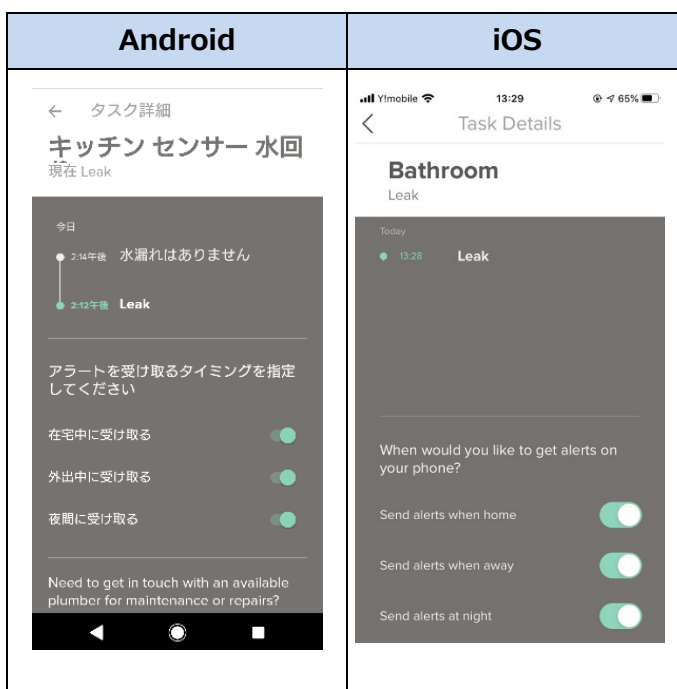 Android
iOS
← タスク詳細
キッチン センサー 水回
現在 Leak
今日
2:14午後 水漏れはありません
2:12午後 Leak
アラートを受け取るタイミングを指定
してください
在宅中に受け取る
外出中に受け取る
夜間に受け取る
Need to get in touch with an available
plumber for maintenance or repairs?
Y!mobile 13:29 65%
Task Details
Bathroom
Leak
Today
13:28 Leak
When would you like to get alerts on
your phone?
Send alerts when home
Send alerts when away
Send alerts at night